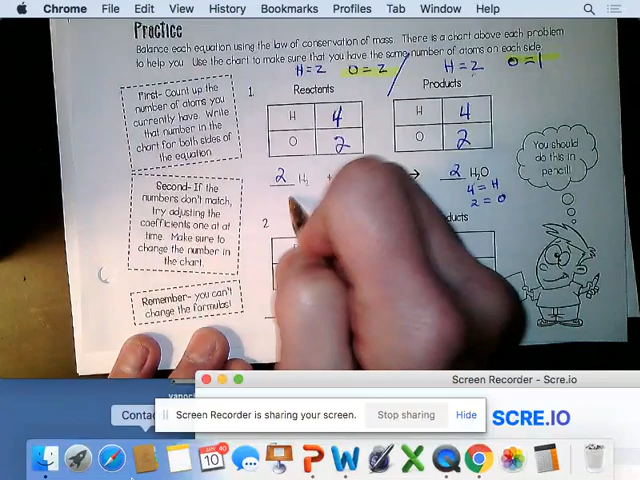 Chrome File Edit View History Bookmarks People Tab Window Help
Practice
Balance each equation using the law of conservation of mass. There is a chart above each problem
to help you. Use the chart to make sure that you have the same number of atoms on each side.
H = 2 O = 2 H = 2 O = 1
First- Count up the
number of atoms you
currently have. Write
that number in the
chart for both sides of
the equation
1.
Reactents Products
H 4 H 4
O 2 O 2
2 H₂ + → 2 H₂O
4 = H
2 = O
Second- If the
numbers don't match,
try adjusting the
coefficients one at at
time. Make sure to
change the number in
the chart.
2
Remember- you can't
change the formulas!
You should
do this in
pencil!
Screen Recorder - Scre.io
Screen Recorder is sharing your screen. Stop sharing Hide
SCRE.IO
10